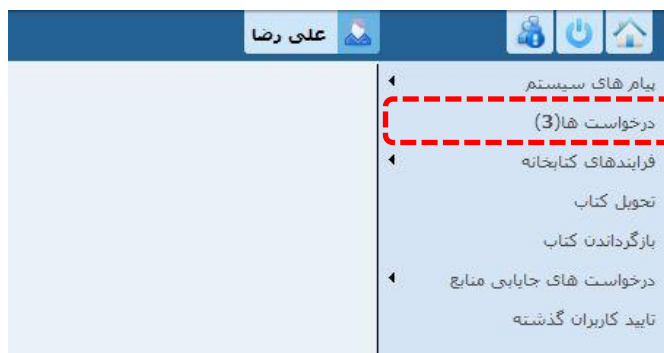 علی رضا
پیام های سیستم
درخواست ها(3)
فرایندهای کتابخانه
تحویل کتاب
بازگرداندن کتاب
درخواست های جایابی منابع
تایید کاربران گذشته